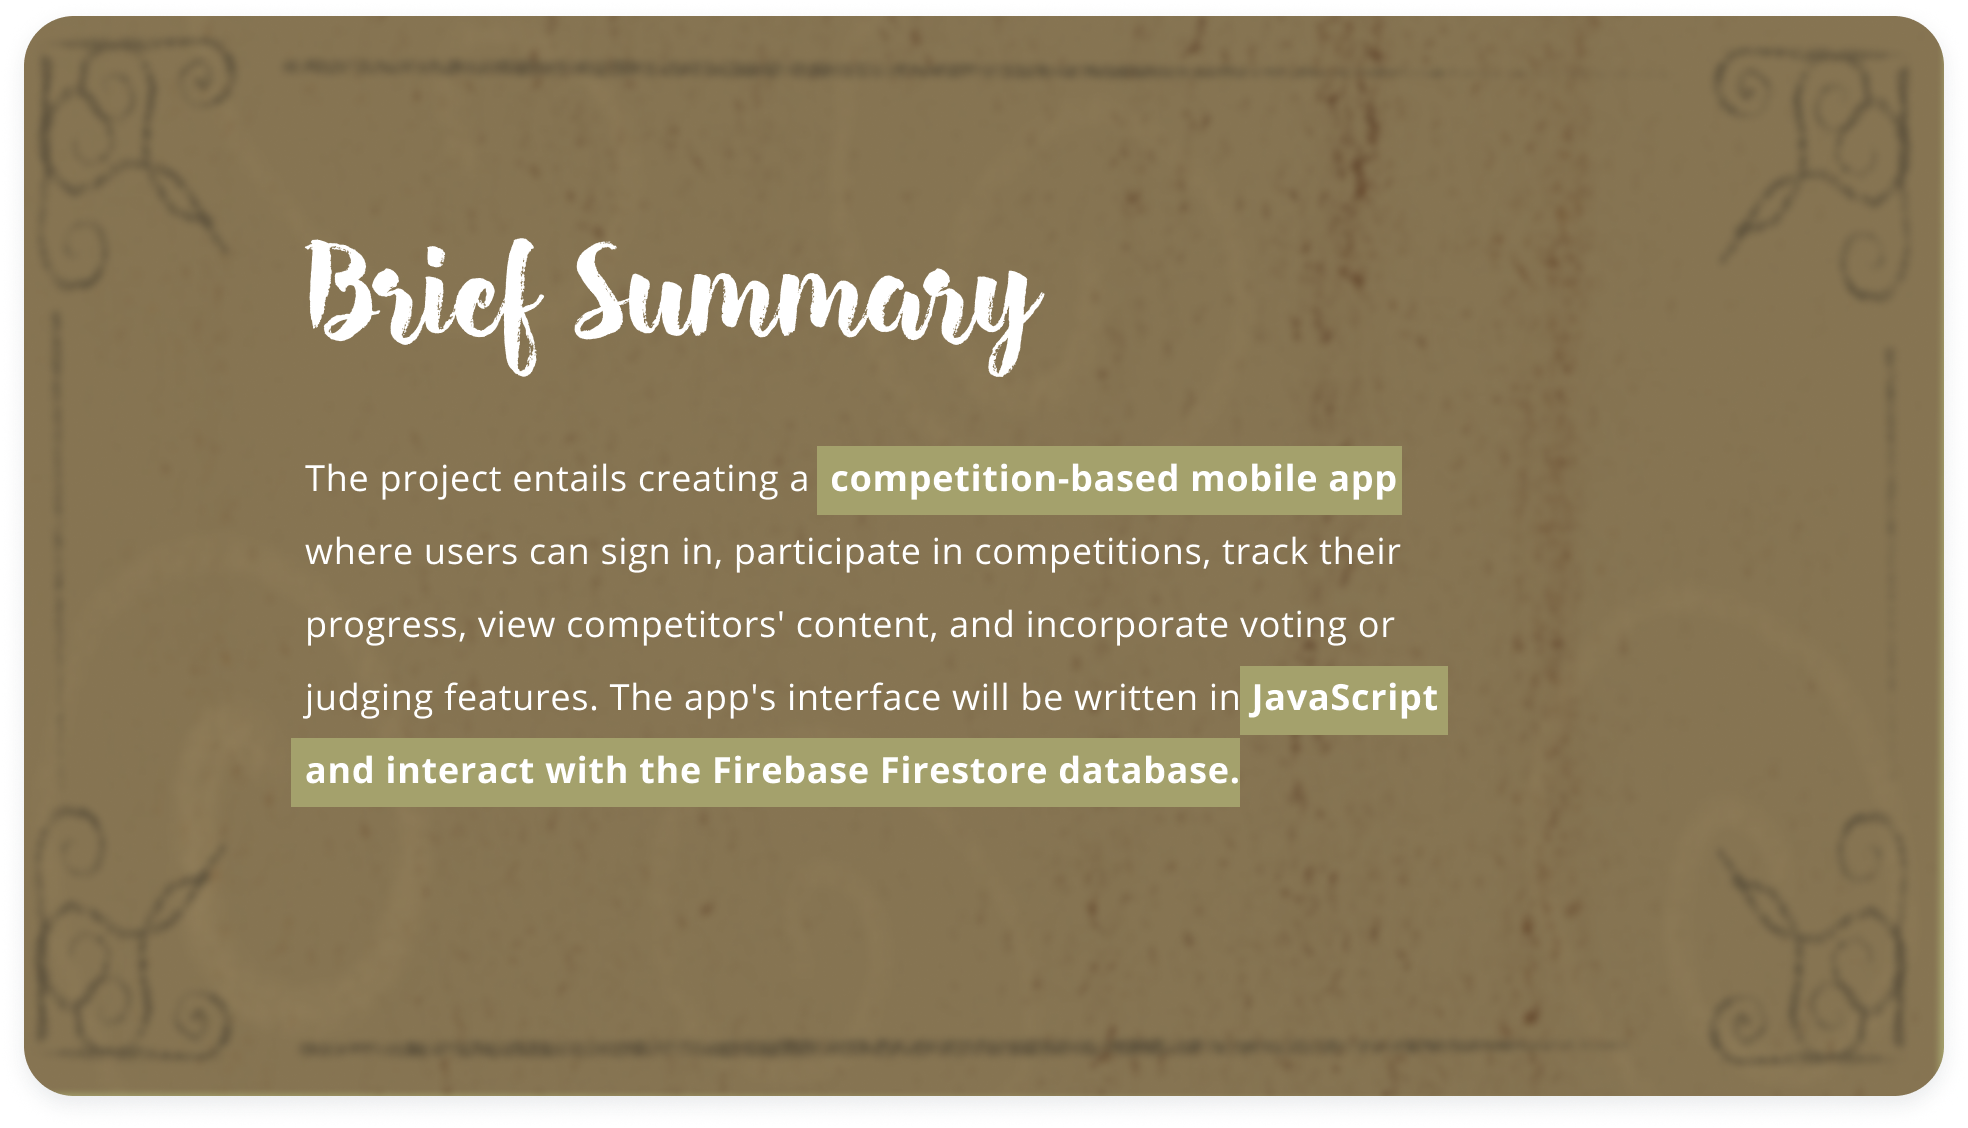 Brief Summary
The project entails creating a competition-based mobile app
where users can sign in, participate in competitions, track their
progress, view competitors' content, and incorporate voting or
judging features. The app's interface will be written in JavaScript
and interact with the Firebase Firestore database.